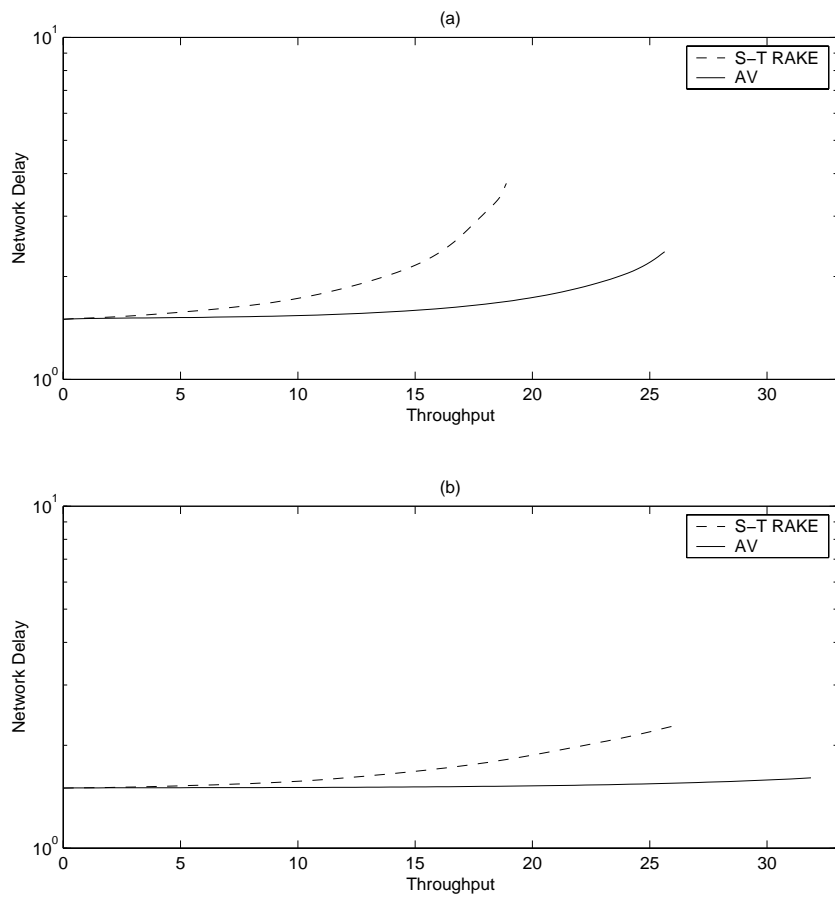 (a)
10^1
S-T RAKE
AV
Network Delay
10^0
0 5 10 15 20 25 30
Throughput
(b)
10^1
S-T RAKE
AV
Network Delay
10^0
0 5 10 15 20 25 30
Throughput